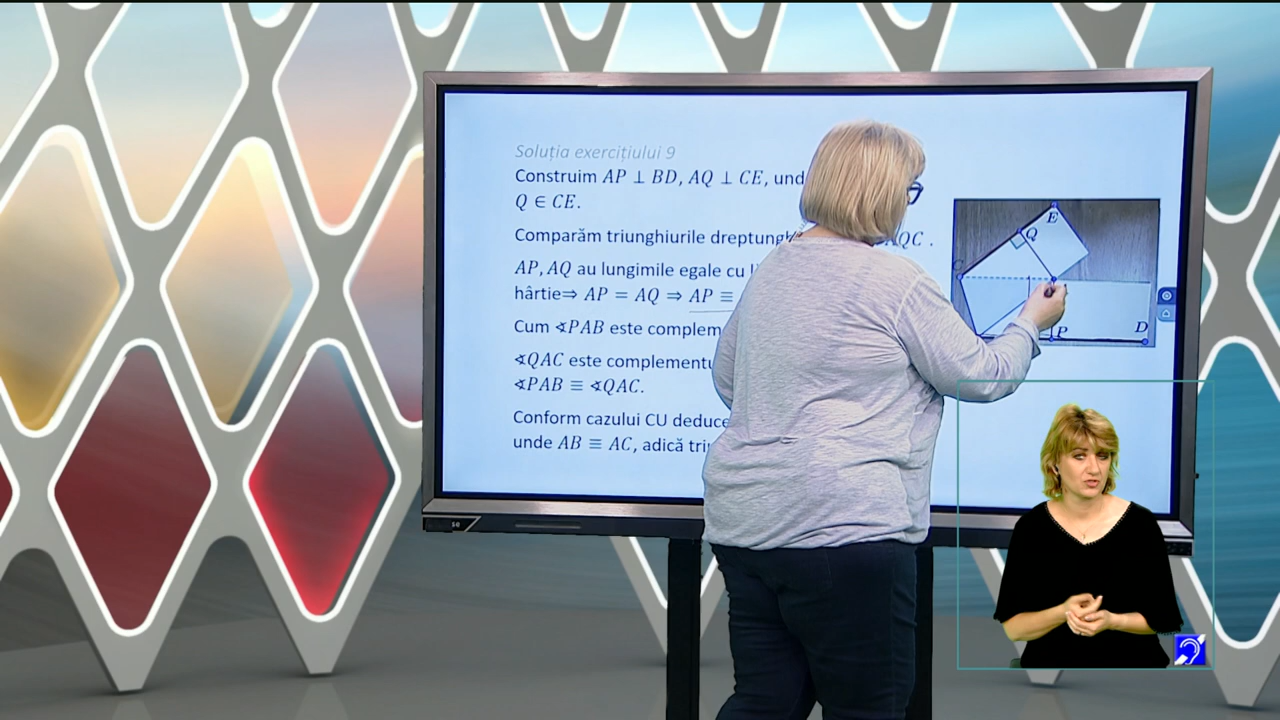 Soluția exercițiului 9
Construim AP ⊥ BD, AQ ⊥ CE, und
Q ∈ CE.
Comparăm triunghiurile dreptungh QC .
AP, AQ au lungimile egale cu
hârtie⇒ AP = AQ ⇒ AP ≡
Cum ∢PAB este complem
∢QAC este complementu
∢PAB ≡ ∢QAC.
Conform cazului CU deduce
unde AB ≡ AC, adică
E
Q
C
P
D